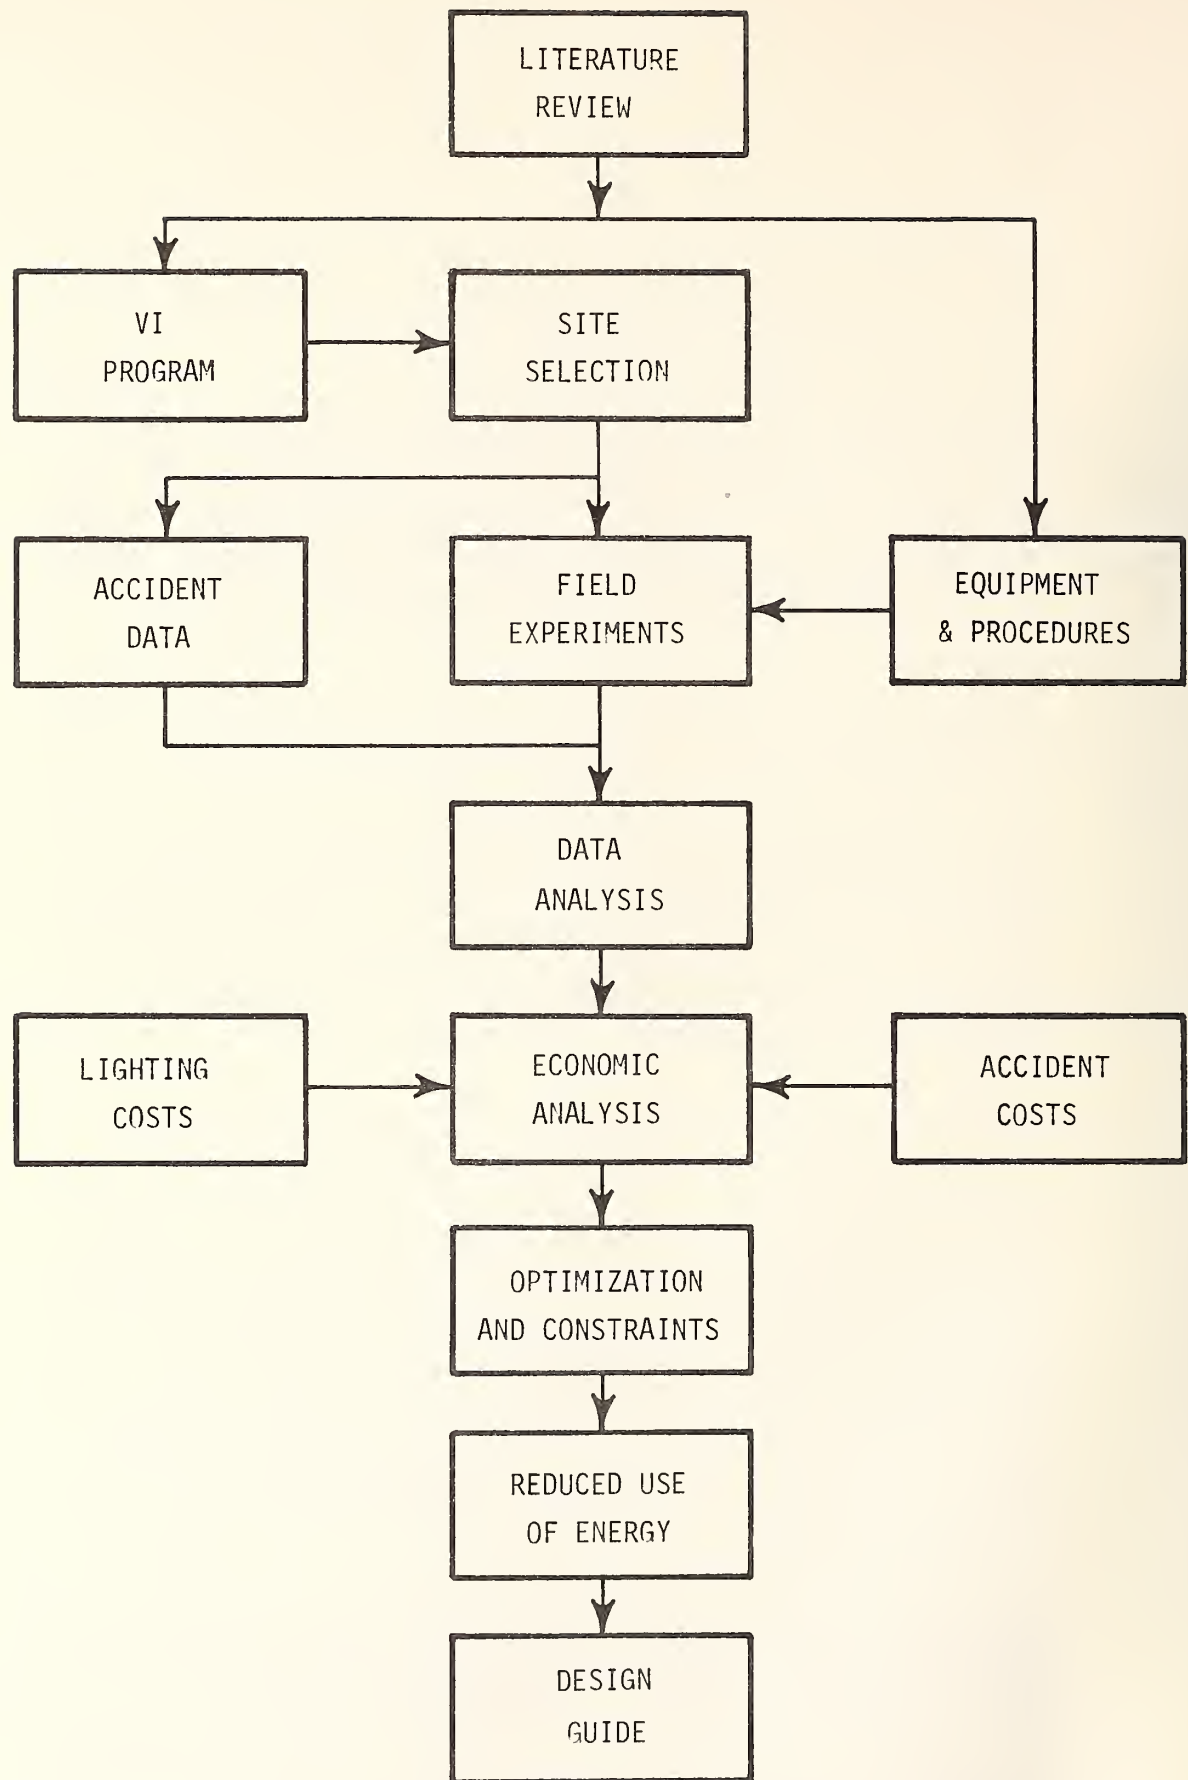 LITERATURE
REVIEW
VI
PROGRAM
SITE
SELECTION
ACCIDENT
DATA
FIELD
EXPERIMENTS
EQUIPMENT
& PROCEDURES
DATA
ANALYSIS
LIGHTING
COSTS
ECONOMIC
ANALYSIS
ACCIDENT
COSTS
OPTIMIZATION
AND CONSTRAINTS
REDUCED USE
OF ENERGY
DESIGN
GUIDE